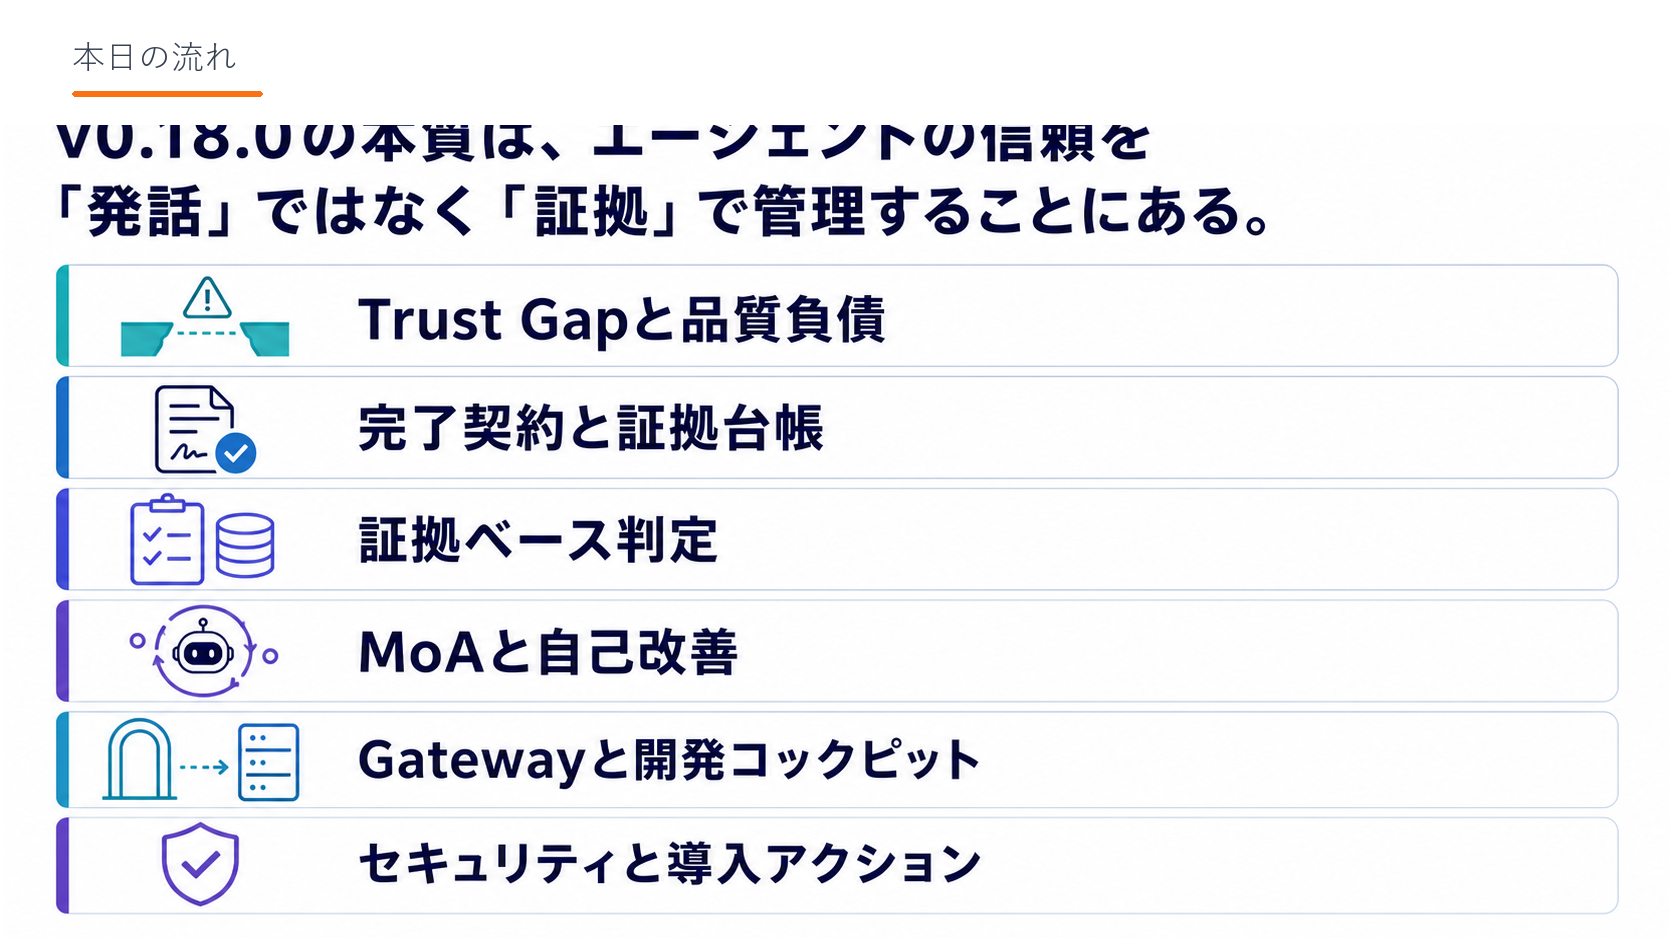 本日の流れ
v0.18.0の本質は、エージェントの信頼を
「発話」ではなく「証拠」で管理することにある。
Trust Gapと品質負債
完了契約と証拠台帳
証拠ベース判定
MoAと自己改善
Gatewayと開発コックピット
セキュリティと導入アクション